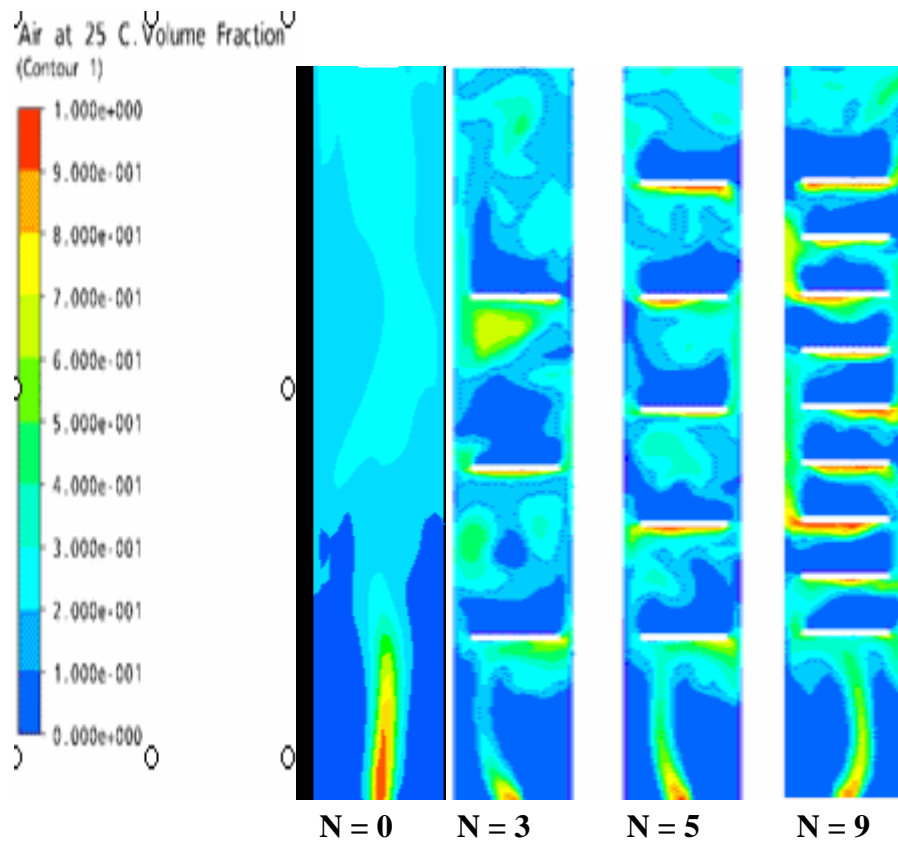 Air at 25 C.Volume Fraction
(Contour 1)
1.000e+000
9.000e-001
8.000e-001
7.000e-001
6.000e-001
5.000e-001
4.000e-001
3.000e-001
2.000e-001
1.000e-001
0.000e+000
N = 0 N = 3 N = 5 N = 9